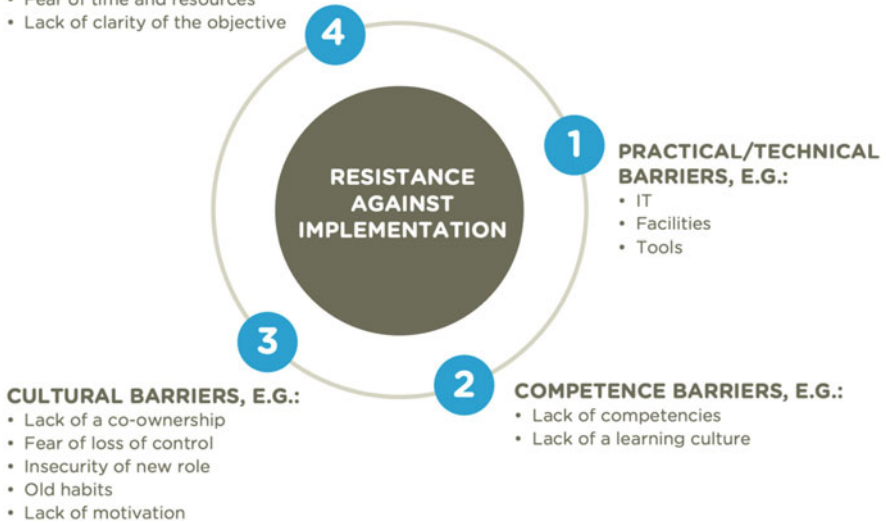 • Fear of time and resources
• Lack of clarity of the objective
4
1
PRACTICAL/TECHNICAL
BARRIERS, E.G.:
• IT
• Facilities
• Tools
RESISTANCE
AGAINST
IMPLEMENTATION
3
2
CULTURAL BARRIERS, E.G.:
• Lack of a co-ownership
• Fear of loss of control
• Insecurity of new role
• Old habits
• Lack of motivation
COMPETENCE BARRIERS, E.G.:
• Lack of competencies
• Lack of a learning culture